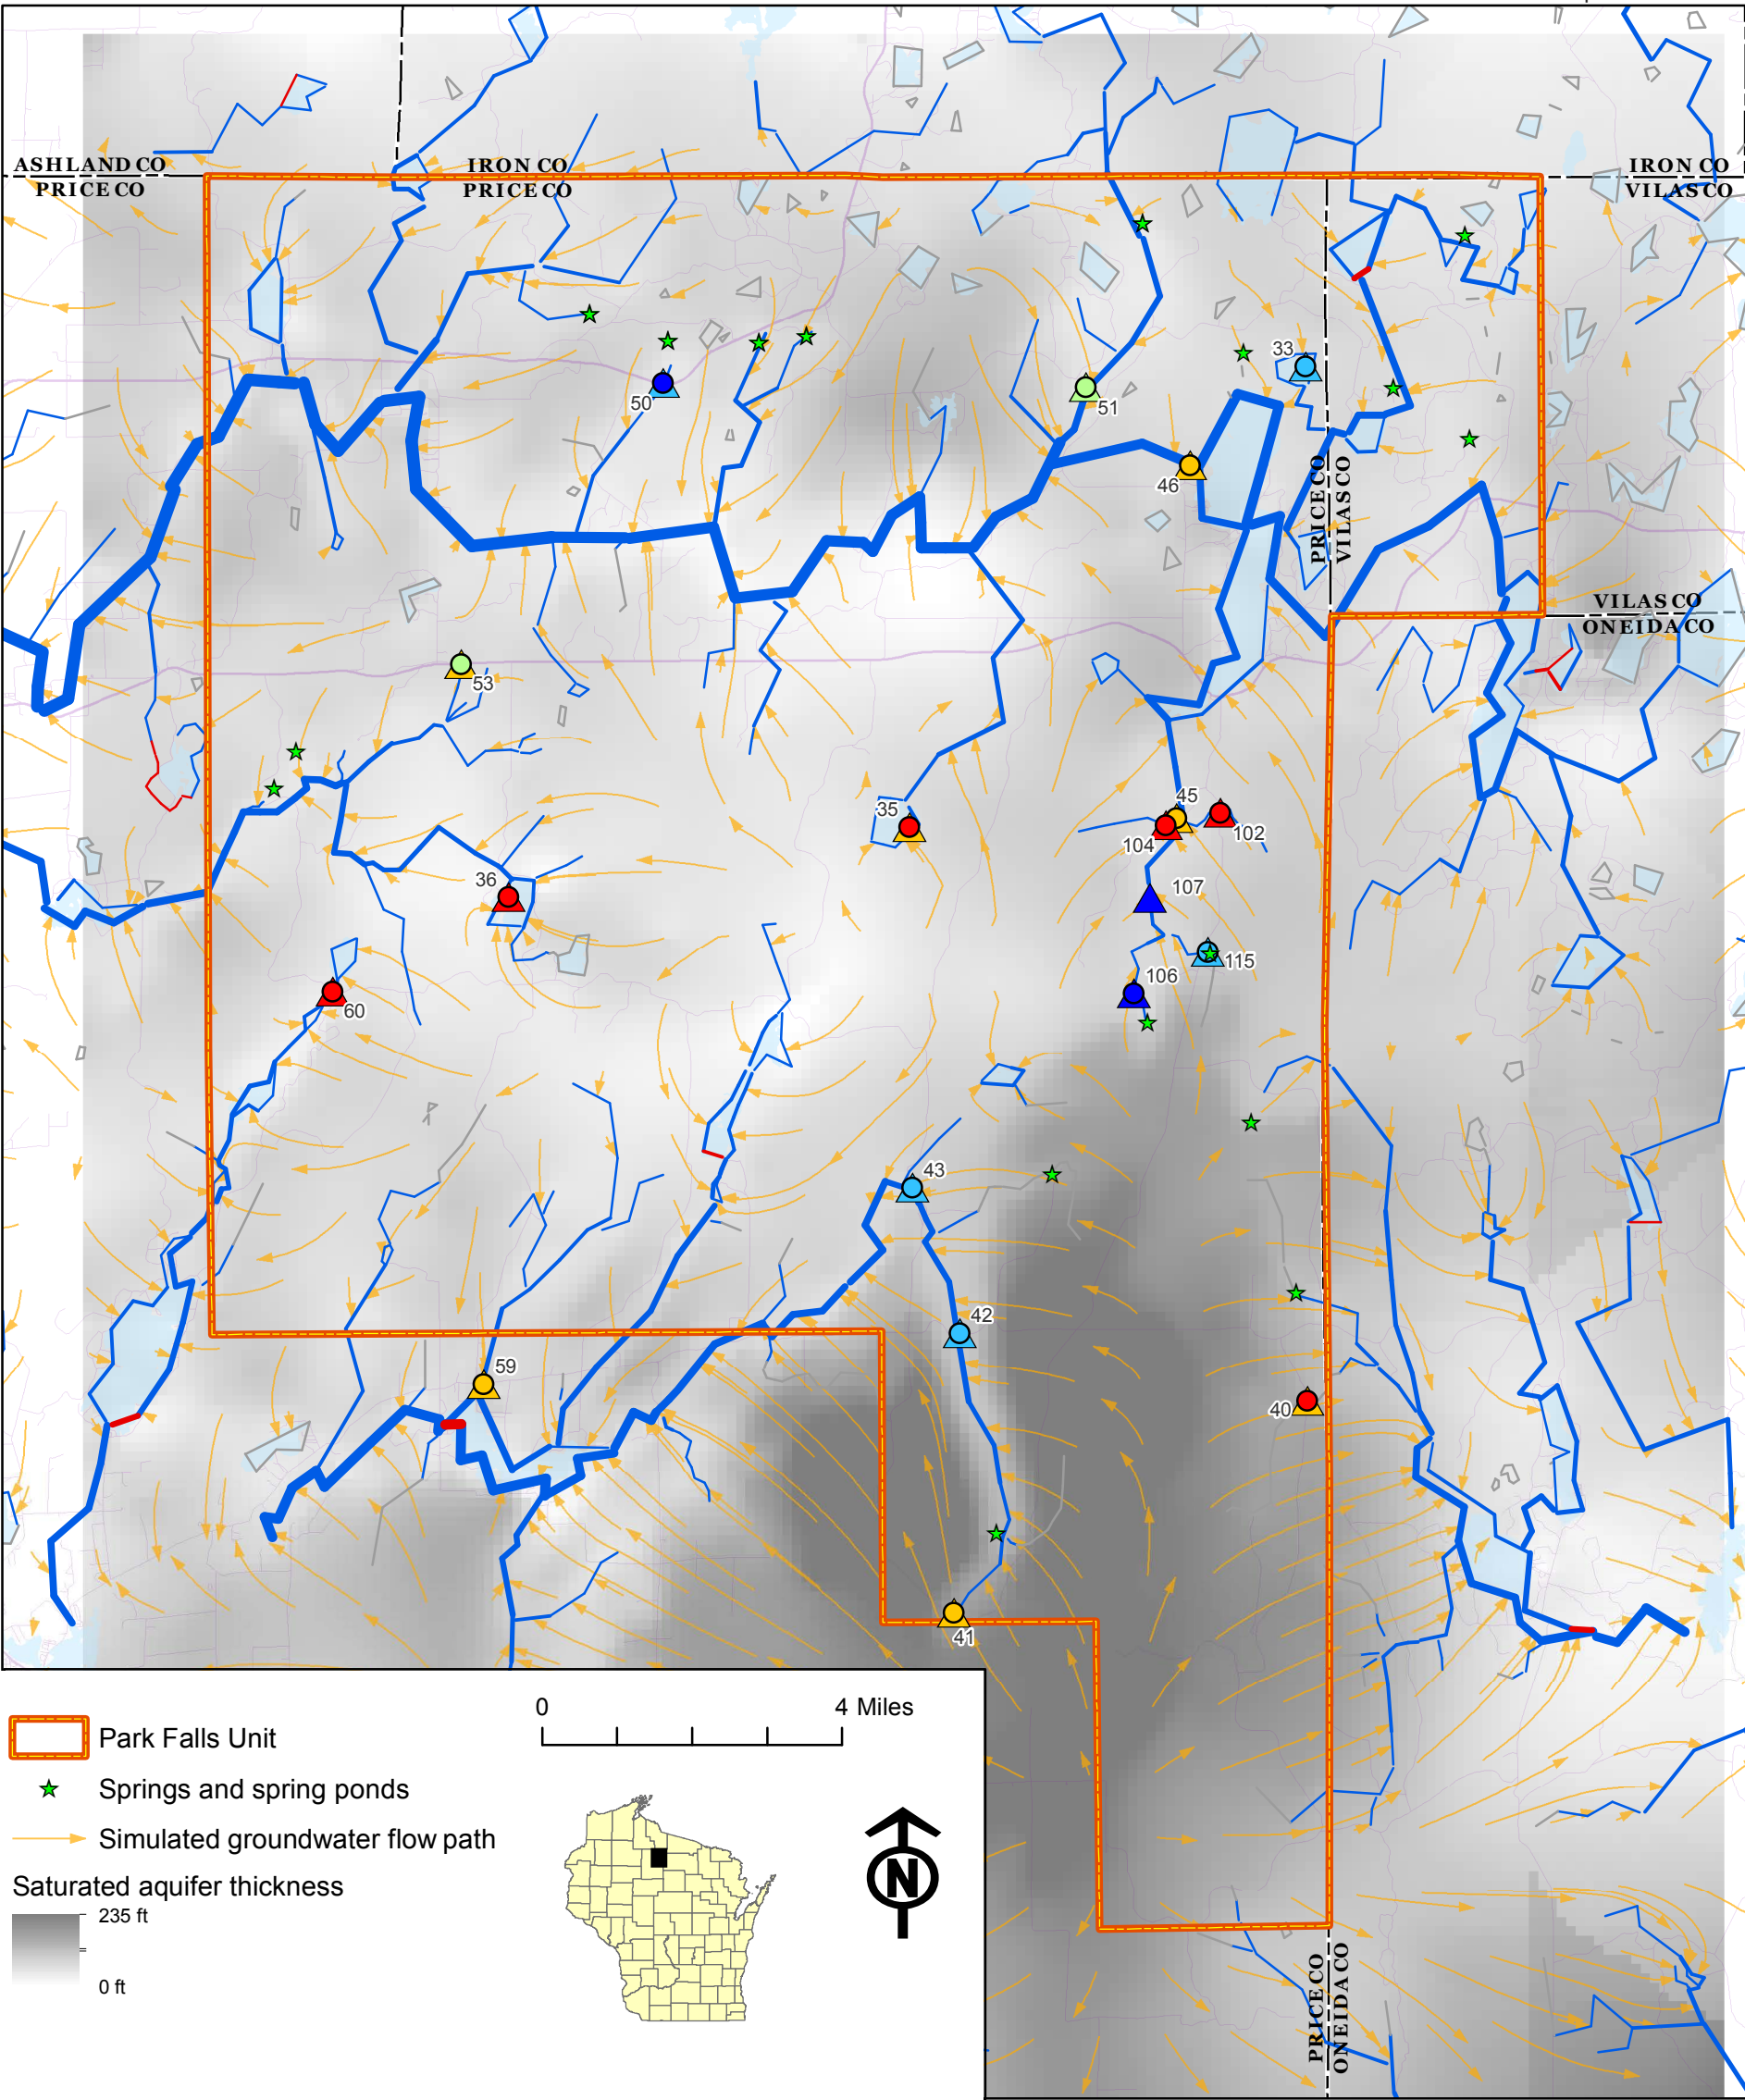 ASHLAND CO
PRICE CO
IRON CO
PRICE CO
IRON CO
VILAS CO
33
50
51
46
PRICE CO
VILAS CO
VILAS CO
ONEIDA CO
53
45
35
104
102
36
107
115
106
60
43
42
59
40
41
0
4 Miles
Park Falls Unit
Springs and spring ponds
Simulated groundwater flow path
Saturated aquifer thickness
235 ft
0 ft
N
PRICE CO
ONEIDA CO